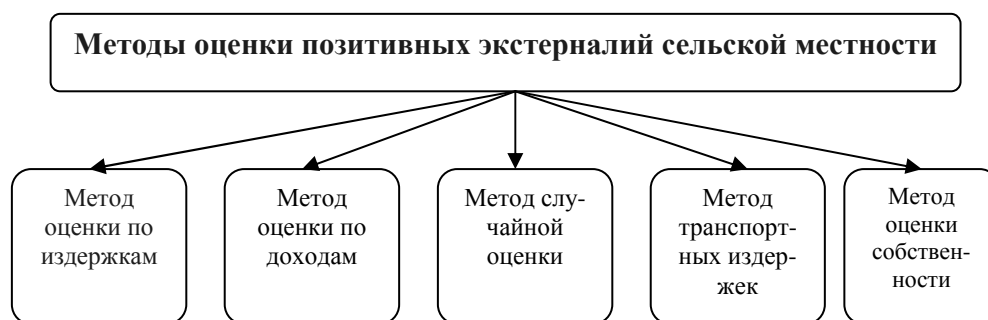 Методы оценки позитивных экстерналий сельской местности
Метод
оценки по
издержкам
Метод
оценки по
доходам
Метод слу-
чайной
оценки
Метод
транспорт-
ных издер-
жек
Метод
оценки
собствен-
ности